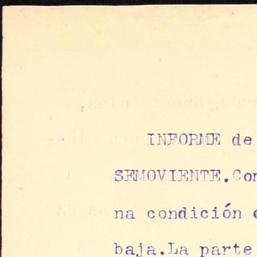 INFORME de
SEMOVIENTE.Con
na condición e
baja.La parte